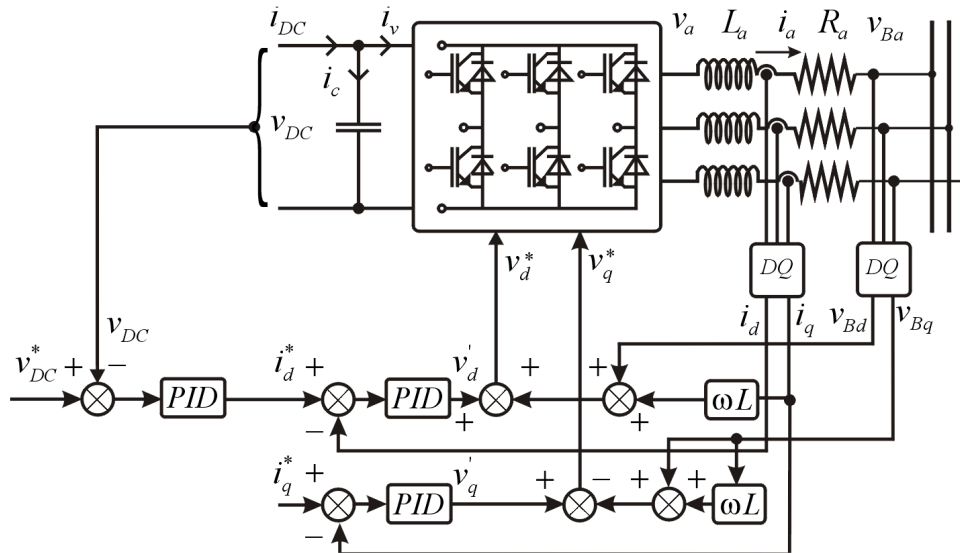 i_DC i_v v_a L_a i_a R_a v_Ba
i_c
v_DC
v_d^* v_q^* DQ DQ
v_DC i_d i_q v_Bd v_Bq
v_DC^* + − i_d^* + v_d^' + +
PID PID ωL
− + +
i_q^* + v_q^' + − + +
PID ωL
−